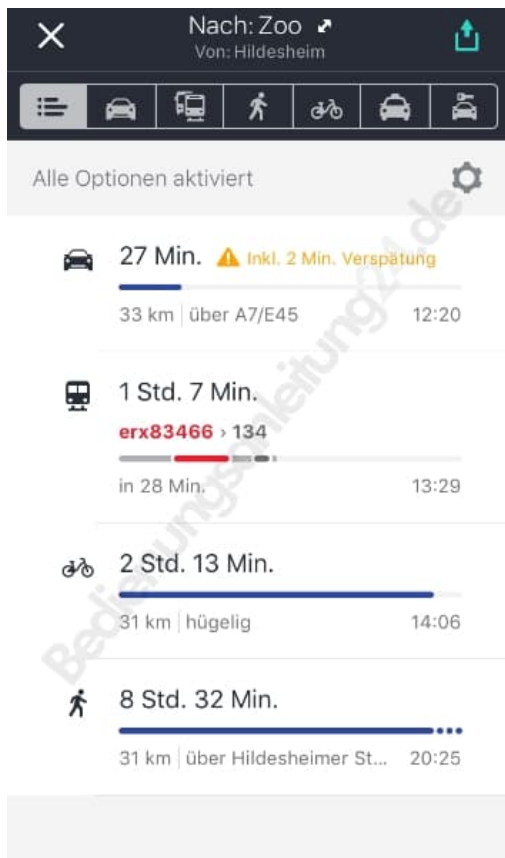 Nach: Zoo
Von: Hildesheim
Alle Optionen aktiviert
27 Min. Inkl. 2 Min. Verspätung
33 km | über A7/E45 12:20
1 Std. 7 Min.
erx83466 › 134
in 28 Min. 13:29
2 Std. 13 Min.
31 km | hügelig 14:06
8 Std. 32 Min.
31 km | über Hildesheimer St... 20:25
Bedienungsanleitung24.de